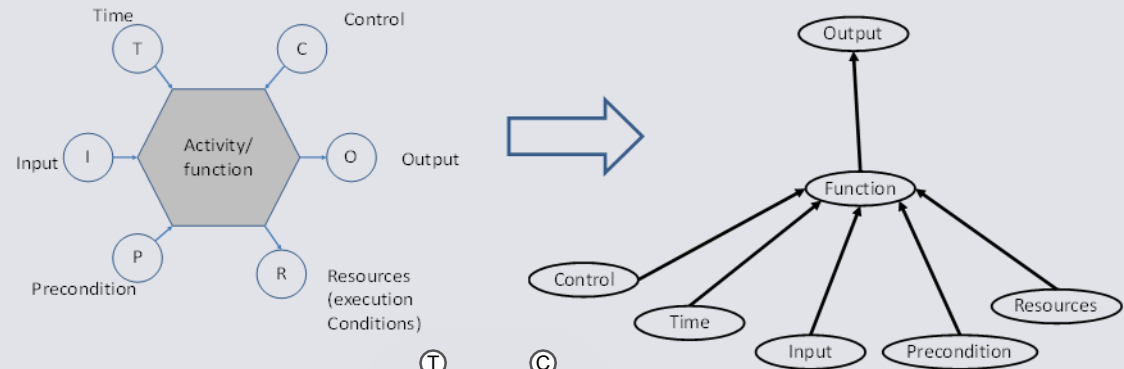 Time
Control
T
C
Activity/
function
Input
I
O
Output
P
R
Precondition
Resources
(execution
Conditions)
T
C
Output
Function
Control
Time
Input
Precondition
Resources